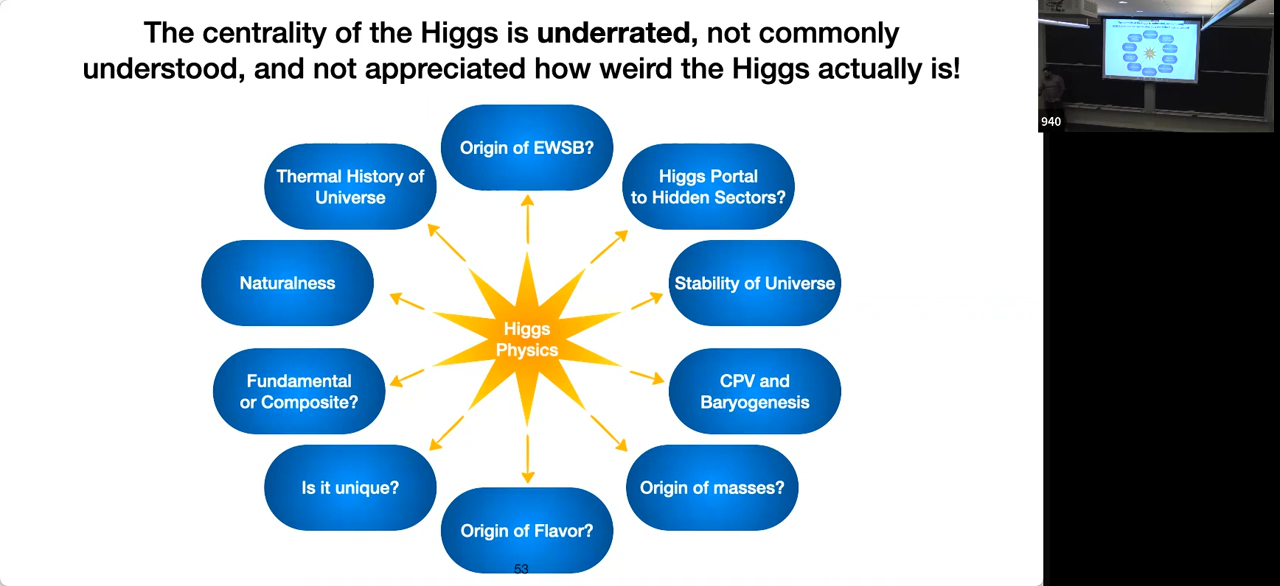 The centrality of the Higgs is underrated, not commonly
understood, and not appreciated how weird the Higgs actually is!
Origin of EWSB?
Thermal History of
Universe
Higgs Portal
to Hidden Sectors?
Naturalness
Stability of Universe
Higgs
Physics
Fundamental
or Composite?
CPV and
Baryogenesis
Is it unique?
Origin of masses?
Origin of Flavor?
53
940